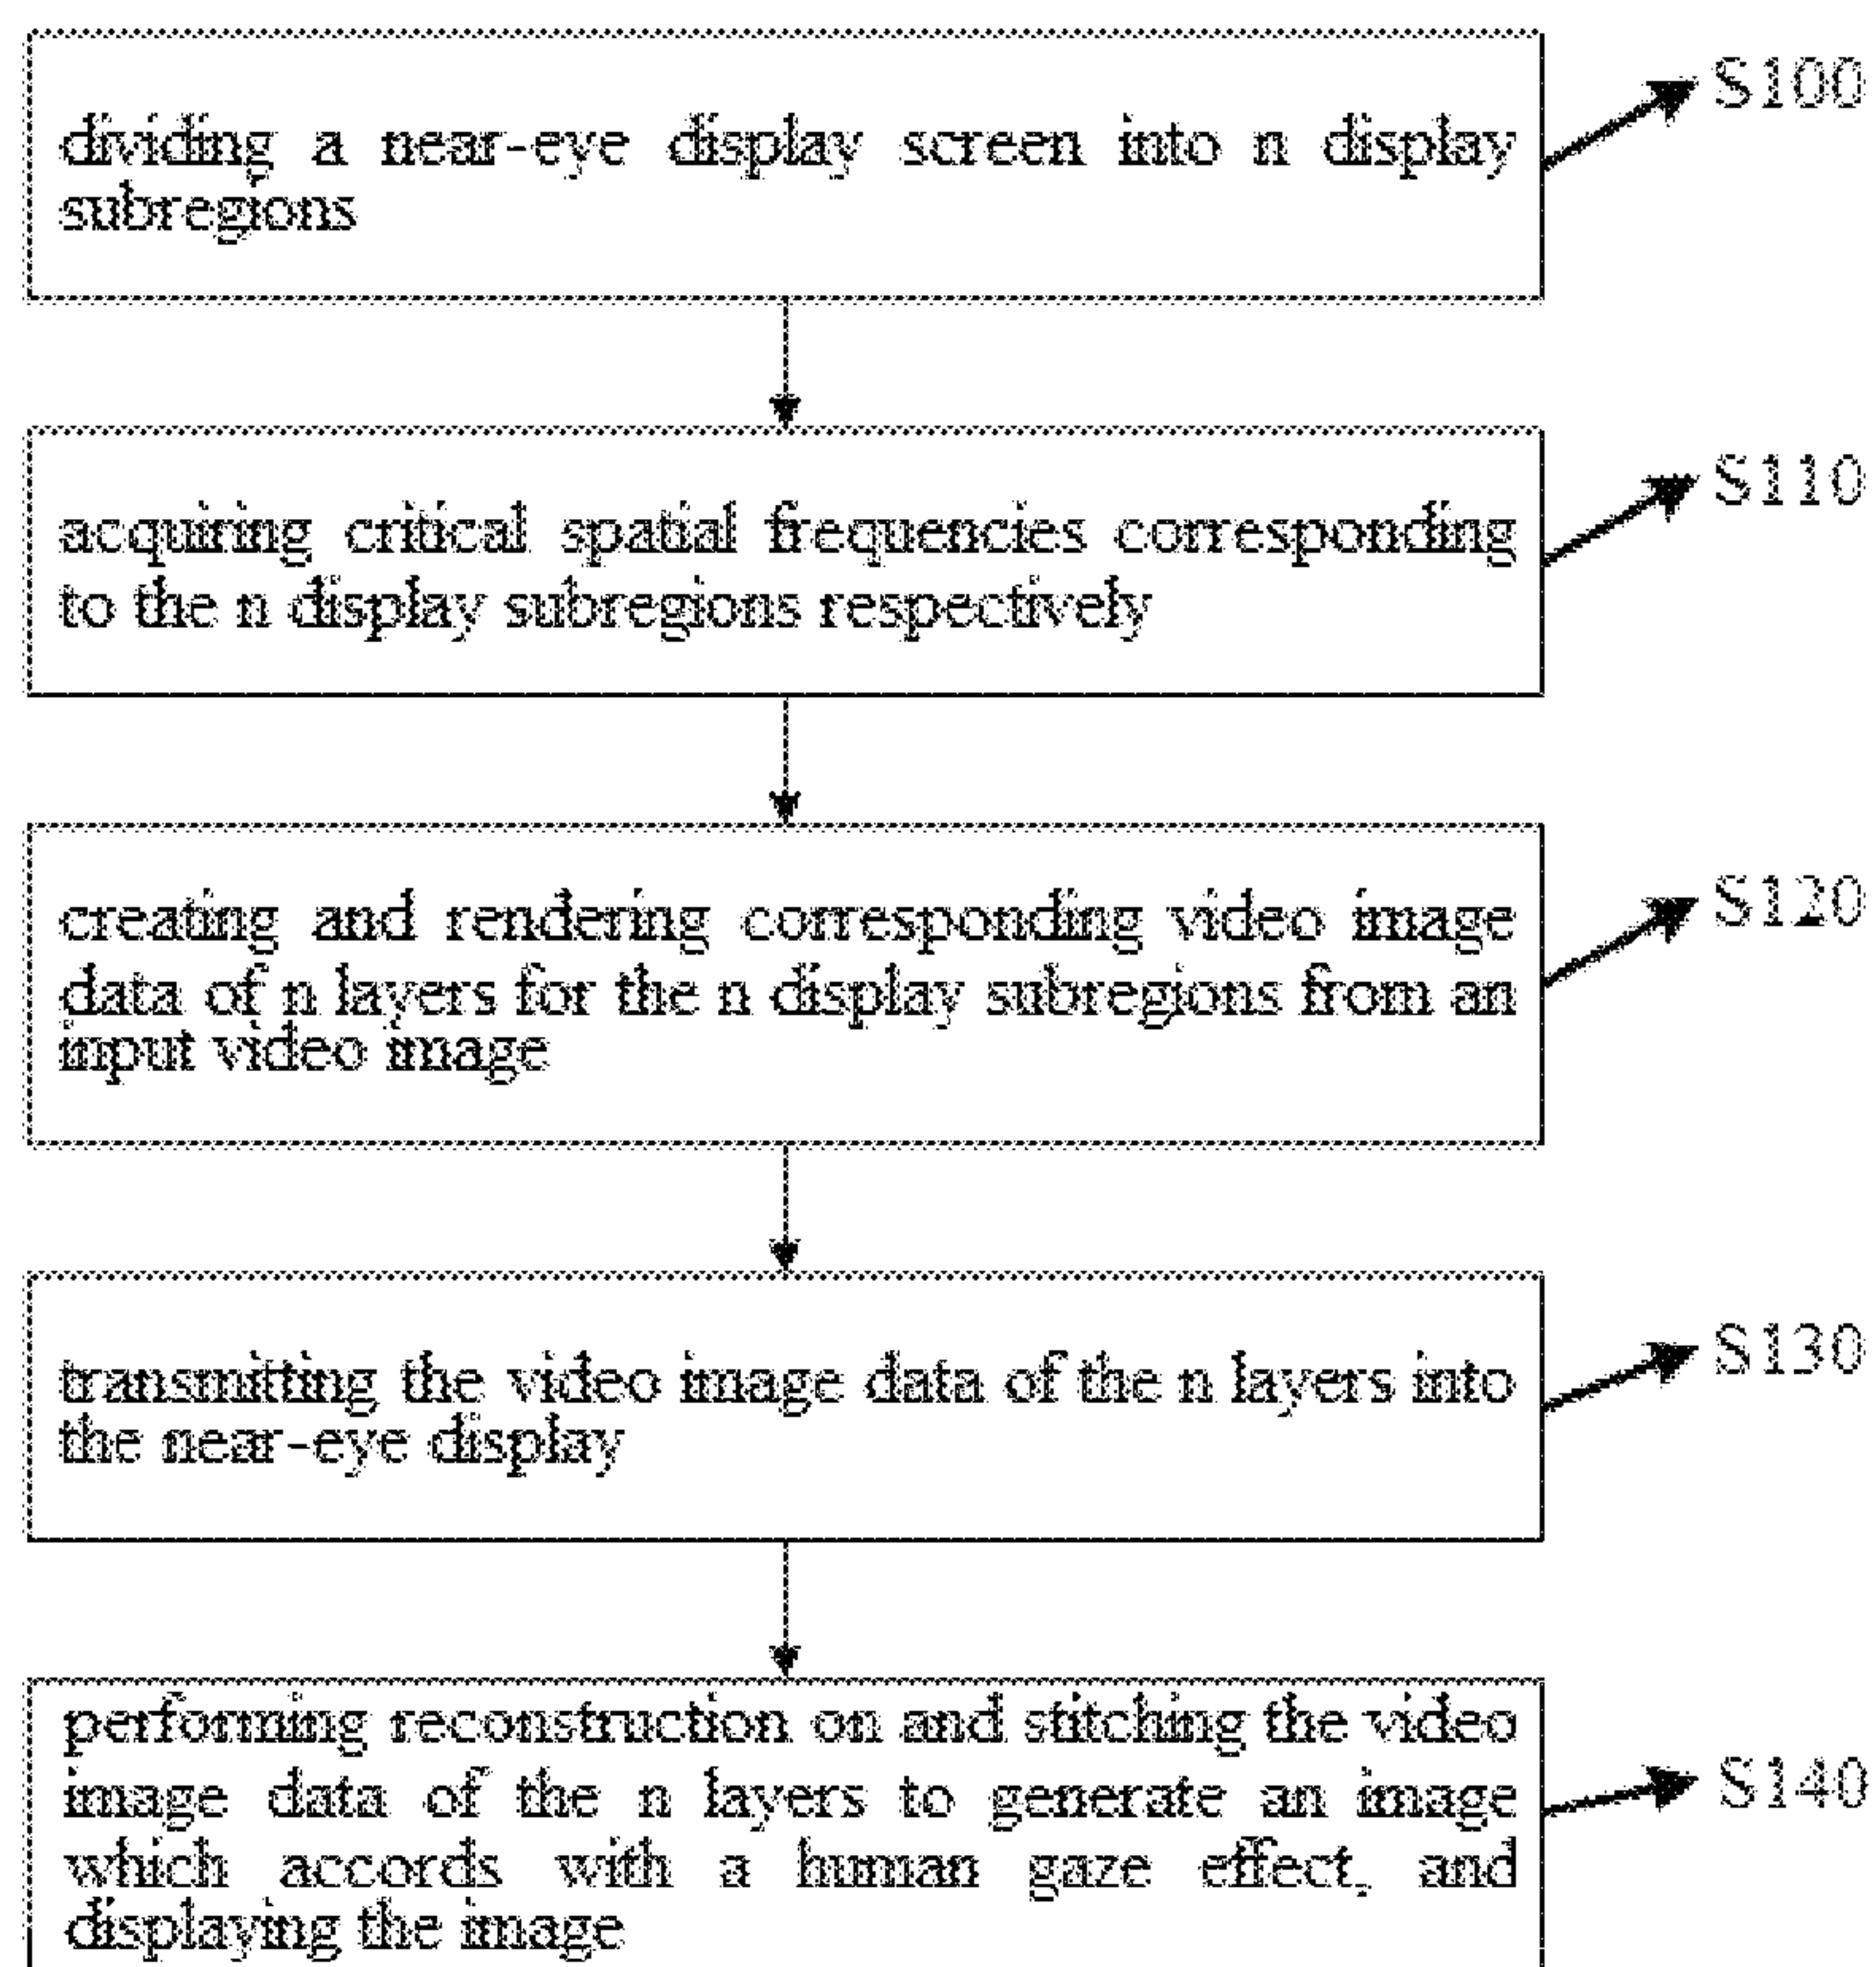 dividing a near-eye display screen into n display
subregions
S100
acquiring critical spatial frequencies corresponding
to the n display subregions respectively
S110
creating and rendering corresponding video image
data of n layers for the n display subregions from an
input video image
S120
transmitting the video image data of the n layers into
the near-eye display
S130
performing reconstruction on and stitching the video
image data of the n layers to generate an image
which accords with a human gaze effect, and
displaying the image
S140